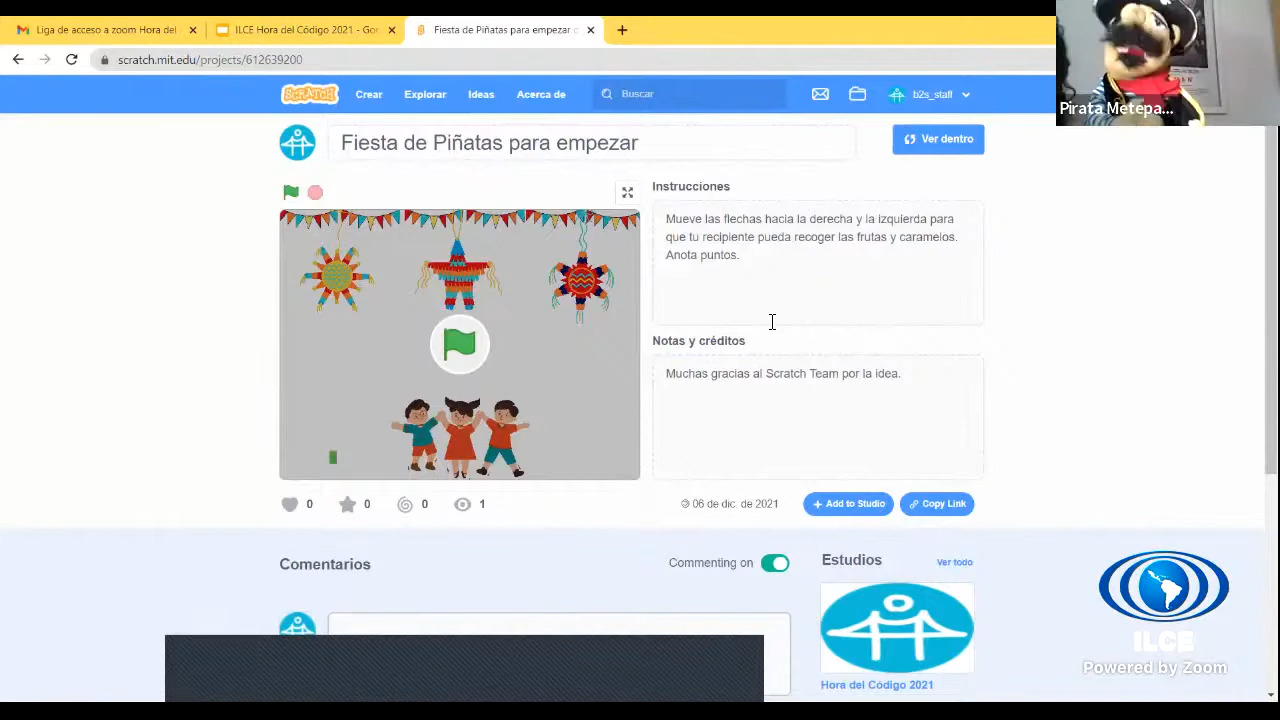 Liga de acceso a zoom Hora del
ILCE Hora del Código 2021 - Go
Fiesta de Piñatas para empezar
scratch.mit.edu/projects/612639200
SCRATCH Crear Explorar Ideas Acerca de Buscar b2s_staff
Pirata Metepa...
Fiesta de Piñatas para empezar
Ver dentro
Instrucciones
Mueve las flechas hacia la derecha y la izquierda para
que tu recipiente pueda recoger las frutas y caramelos.
Anota puntos.
Notas y créditos
Muchas gracias al Scratch Team por la idea.
0 0 0 1
© 06 de dic. de 2021 Add to Studio Copy Link
Comentarios
Commenting on
Estudios
Ver todo
Hora del Código 2021
ILCE
Powered by Zoom